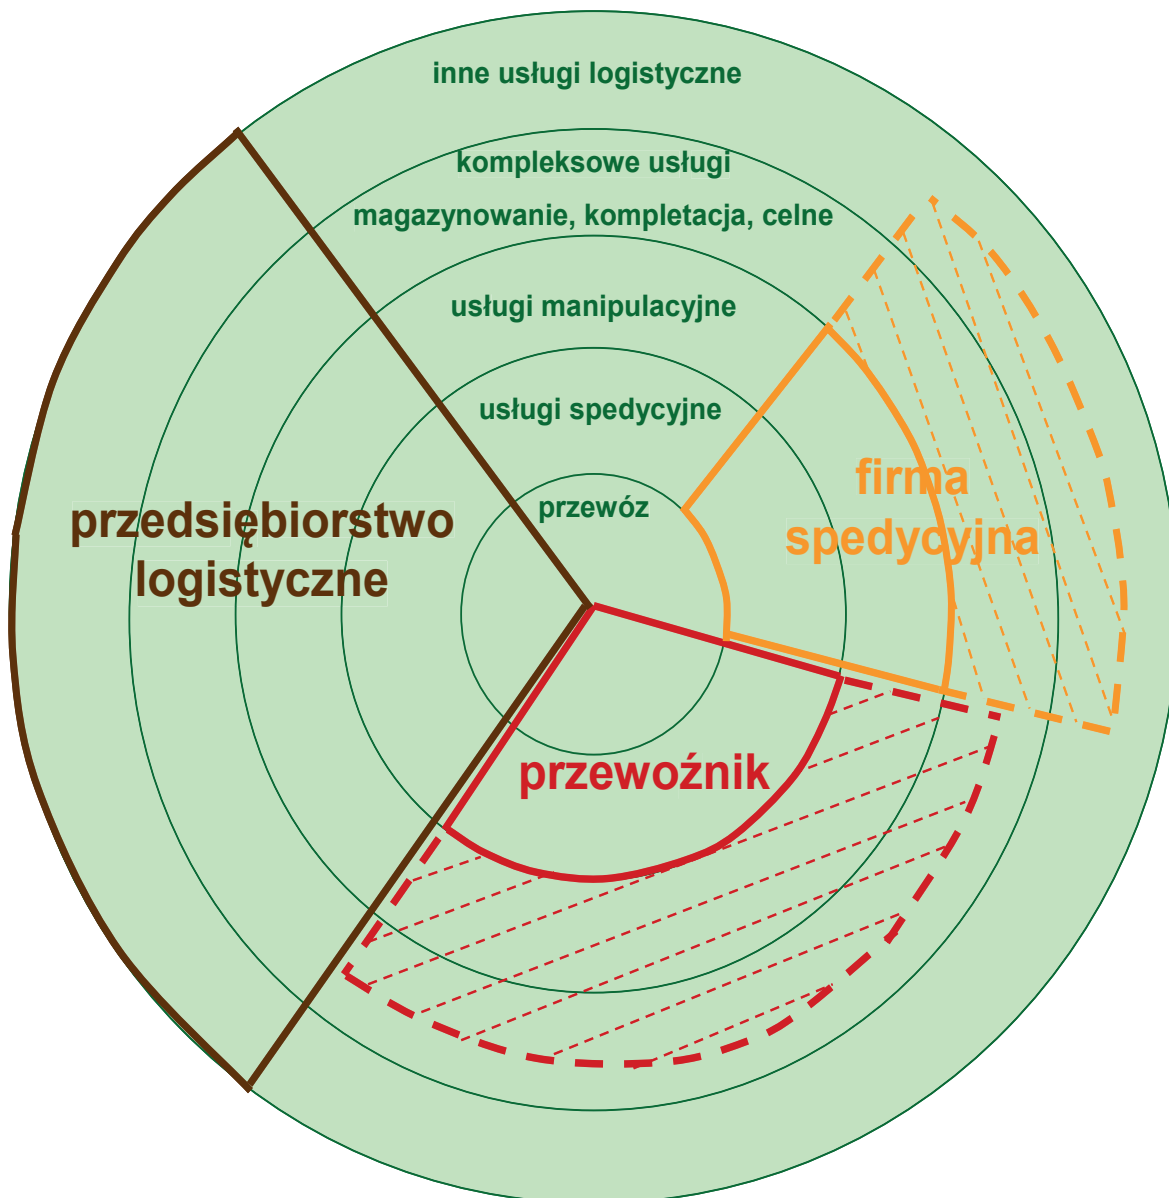 inne usługi logistyczne
kompleksowe usługi
magazynowanie, kompletacja, celne
usługi manipulacyjne
usługi spedycyjne
przewóz
firma
spedycyjna
przedsiębiorstwo
logistyczne
przewoźnik